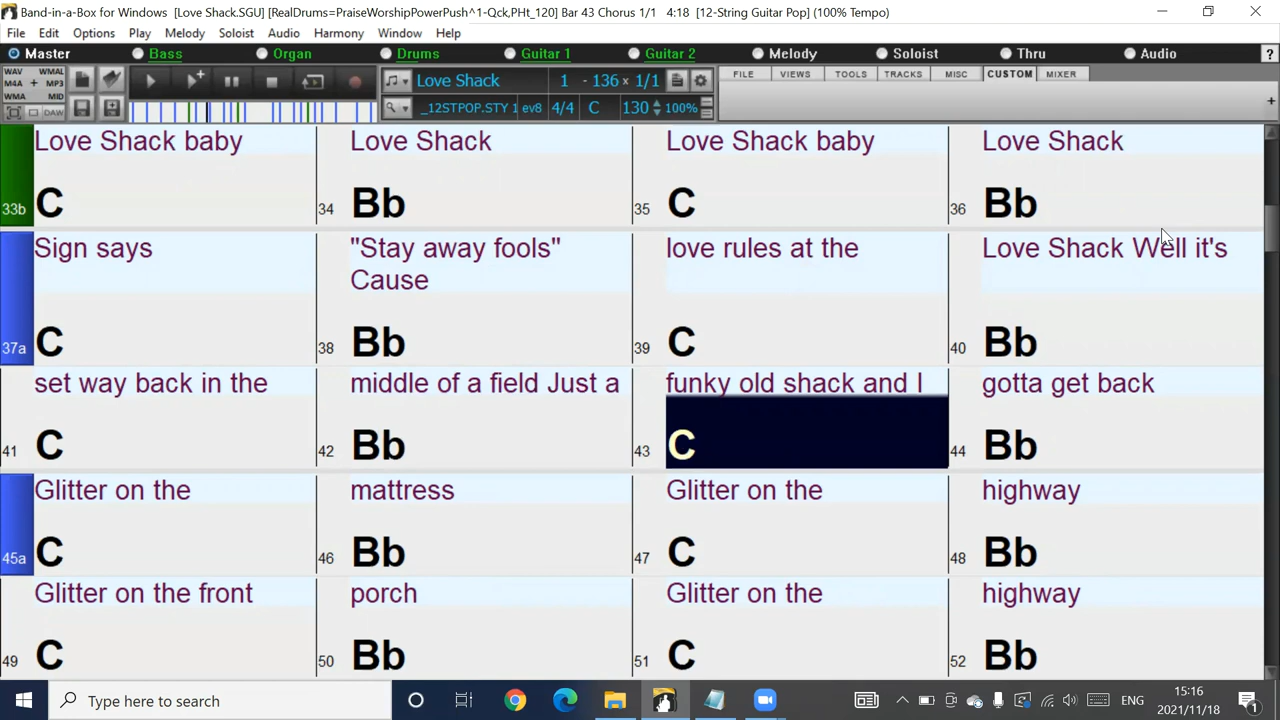 Band-in-a-Box for Windows [Love Shack.SGU] [RealDrums=PraiseWorshipPowerPush^1-Qck,PHt_120] Bar 43 Chorus 1/1 4:18 [12-String Guitar Pop] (100% Tempo)
File Edit Options Play Melody Soloist Audio Harmony Window Help
Master Bass Organ Drums Guitar 1 Guitar 2 Melody Soloist Thru Audio ?
WAV WMAL
M4A + MP3
WMA MID
DAW
Love Shack 1 - 136 x 1/1
_12STPOP.STY 1 ev8 4/4 C 130 100%
FILE VIEWS TOOLS TRACKS MISC CUSTOM MIXER
+
Love Shack baby Love Shack Love Shack baby Love Shack
33b C 34 Bb 35 C 36 Bb
Sign says "Stay away fools" love rules at the Love Shack Well it's
Cause
37a C 38 Bb 39 C 40 Bb
set way back in the middle of a field Just a funky old shack and I gotta get back
41 C 42 Bb 43 C 44 Bb
Glitter on the mattress Glitter on the highway
45a C 46 Bb 47 C 48 Bb
Glitter on the front porch Glitter on the highway
49 C 50 Bb 51 C 52 Bb
Type here to search
ENG
15:16
2021/11/18
1